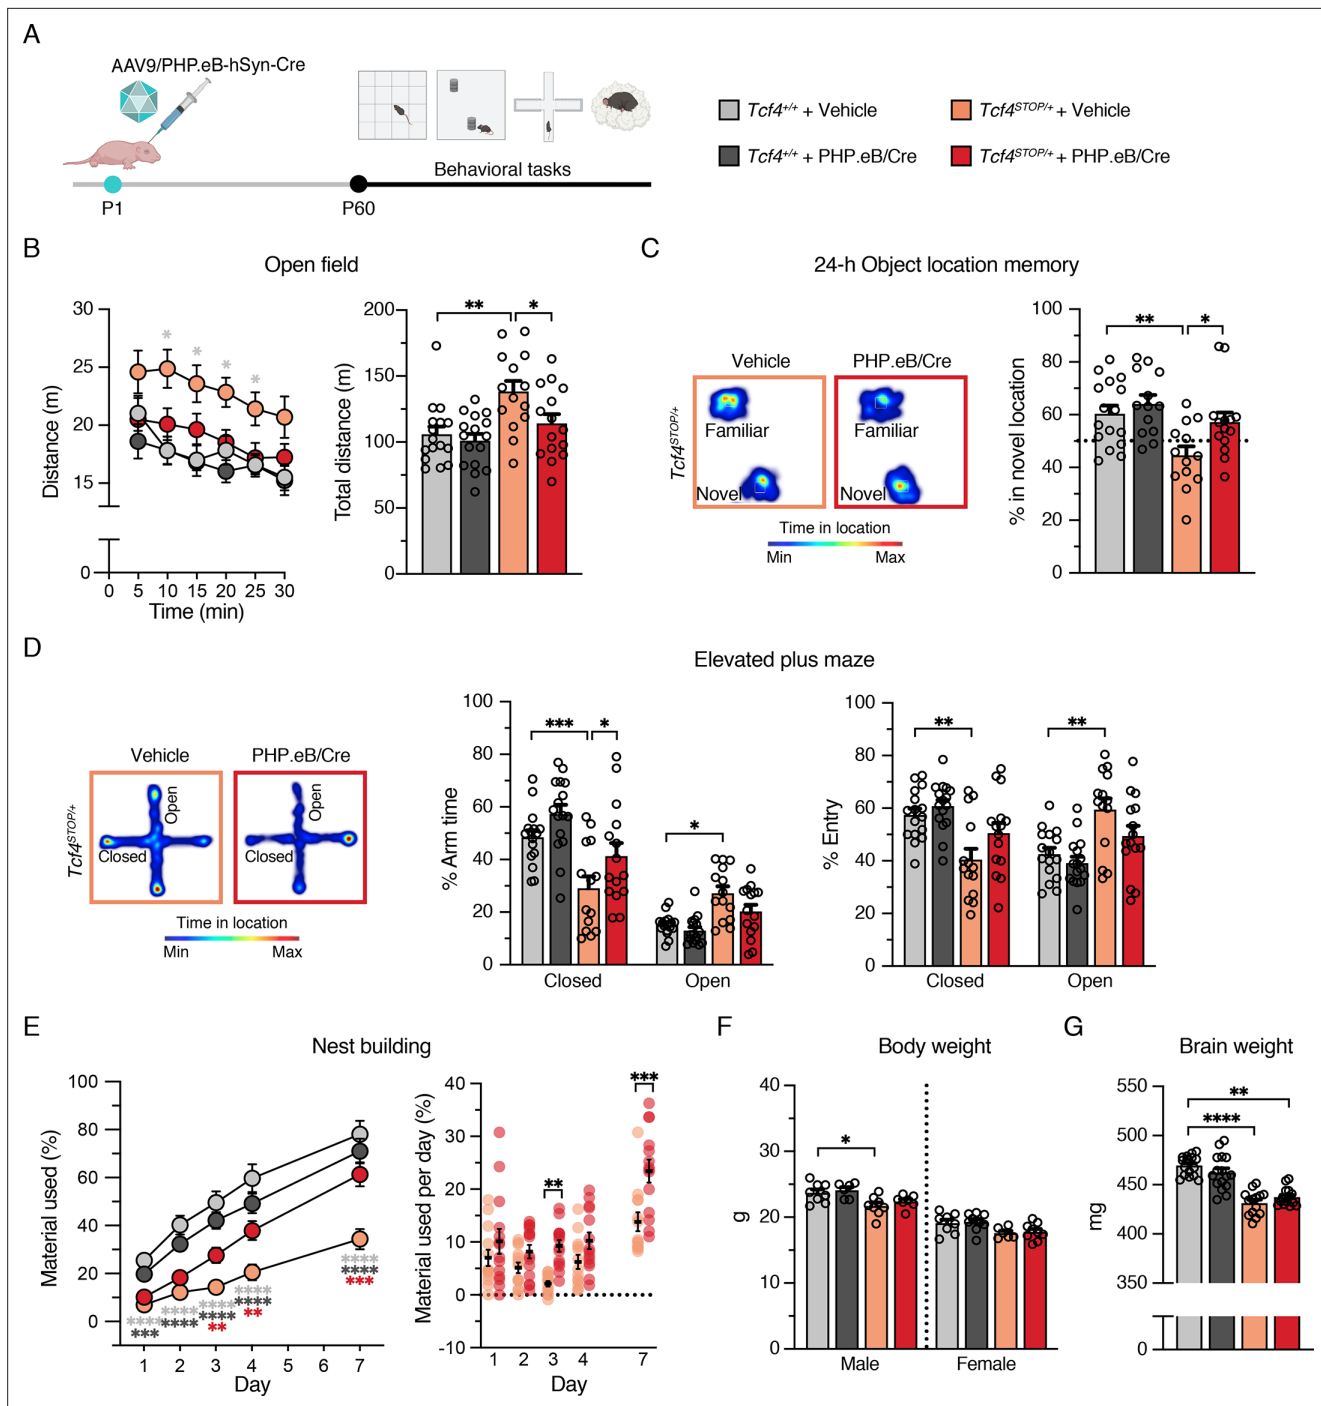 A
AAV9/PHP.eB-hSyn-Cre
Behavioral tasks
P1
P60
Tcf4+/+ + Vehicle
Tcf4STOP/+ + Vehicle
Tcf4+/+ + PHP.eB/Cre
Tcf4STOP/+ + PHP.eB/Cre
B
Open field
Distance (m)
30
25
20
15
0
*
*
*
*
0 5 10 15 20 25 30
Time (min)
Total distance (m)
200
150
100
50
0
** *
C
24-h Object location memory
Vehicle PHP.eB/Cre
Tcf4STOP/+
Familiar Familiar
Novel Novel
Time in location
Min Max
% in novel location
100
80
60
40
20
0
** *
D
Elevated plus maze
Vehicle PHP.eB/Cre
Tcf4STOP/+
Open Open
Closed Closed
Time in location
Min Max
% Arm time
100
80
60
40
20
0
*** *
*
Closed Open
% Entry
100
80
60
40
20
0
** **
Closed Open
E
Nest building
Material used (%)
100
80
60
40
20
0
****
***
****
****
****
****
**
****
****
**
****
****
***
1 2 3 4 5 6 7
Day
Material used per day (%)
40
30
20
10
0
-10
**
***
1 2 3 4 7
Day
F
Body weight
g
40
30
20
10
0
*
Male Female
G
Brain weight
mg
550
500
450
400
350
0
**
****